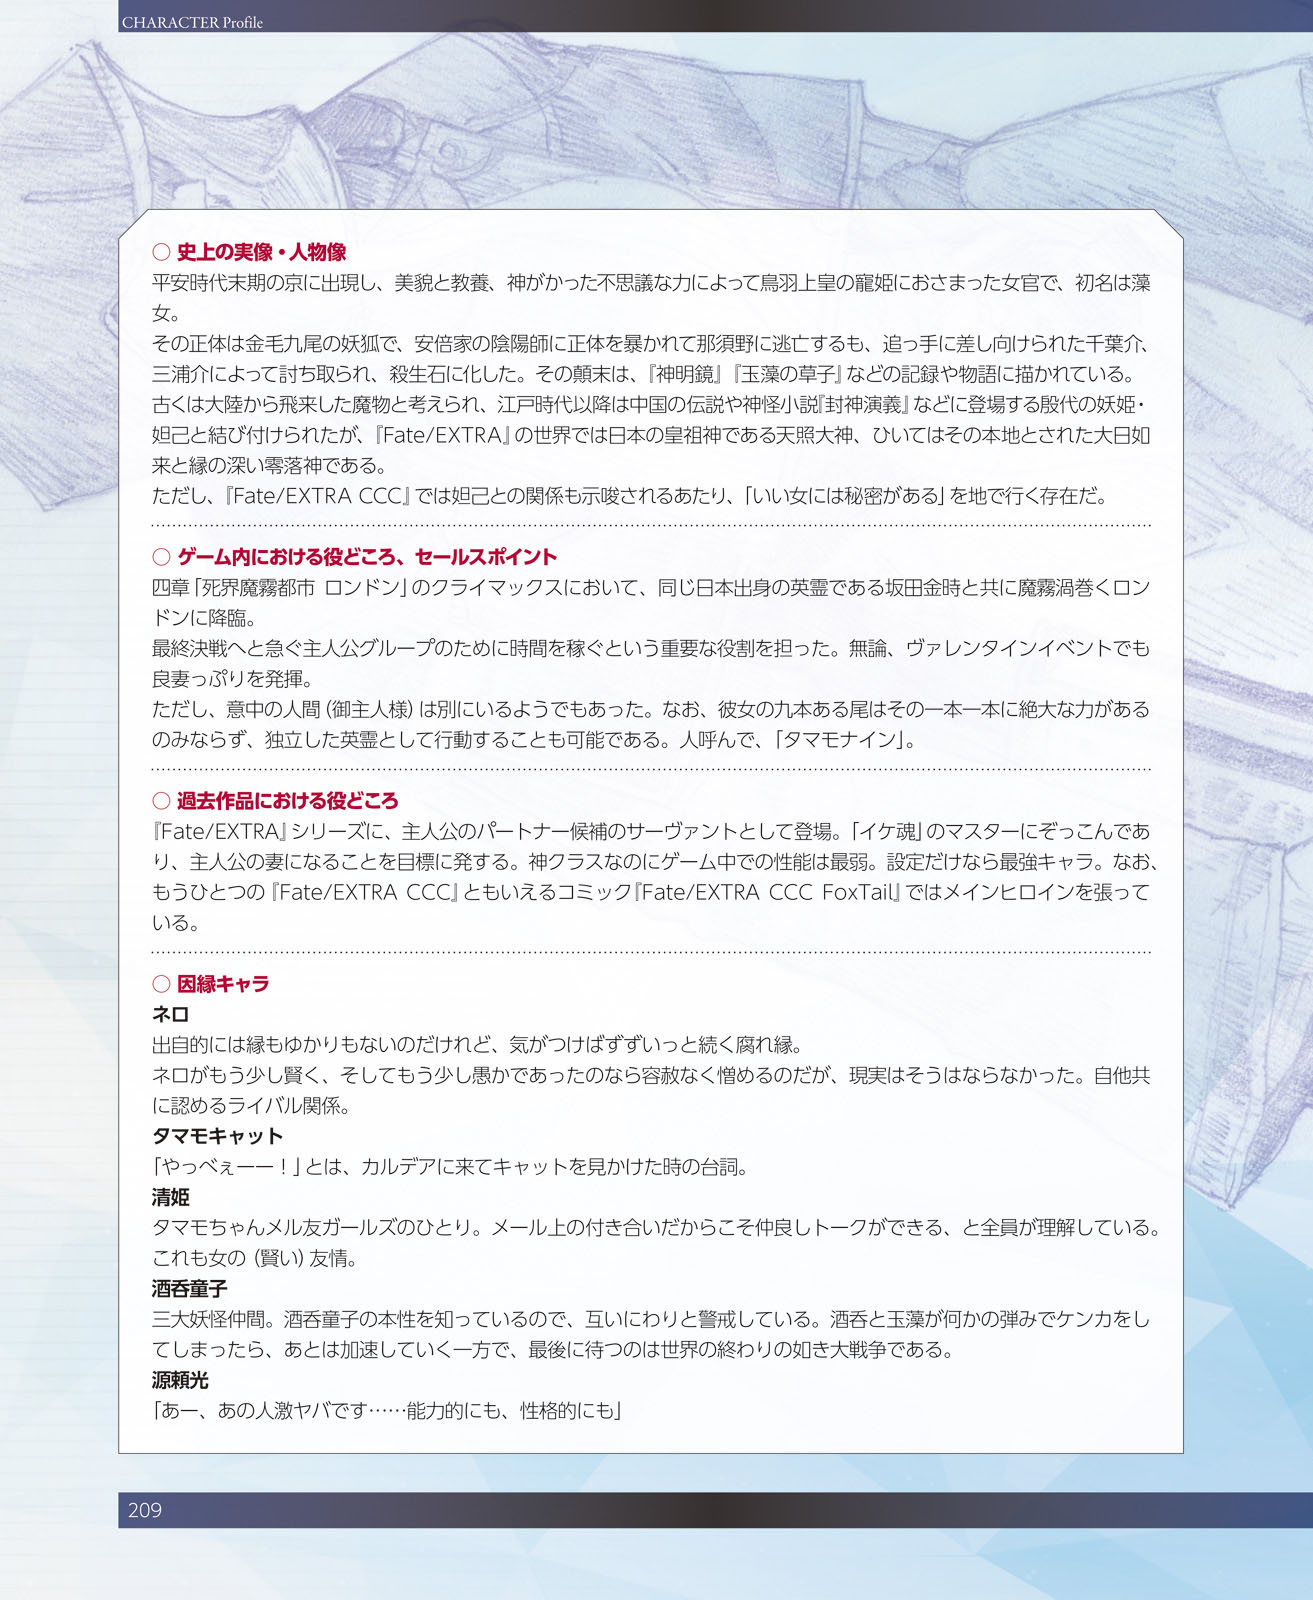 CHARACTER Profile
○ 史上の実像・人物像
平安時代末期の京に出現し、美貌と教養、神がかった不思議な力によって鳥羽上皇の寵姫におさまった女官で、初名は藻
女。
その正体は金毛九尾の妖狐で、安倍家の陰陽師に正体を暴かれて那須野に逃亡するも、追っ手に差し向けられた千葉介、
三浦介によって討ち取られ、殺生石に化した。その顛末は、『神明鏡』『玉藻の草子』などの記録や物語に描かれている。
古くは大陸から飛来した魔物と考えられ、江戸時代以降は中国の伝説や神怪小説『封神演義』などに登場する殷代の妖姫・
妲己と結び付けられたが、『Fate/EXTRA』の世界では日本の皇祖神である天照大神、ひいてはその本地とされた大日如
来と縁の深い零落神である。
ただし、『Fate/EXTRA CCC』では妲己との関係も示唆されるあたり、「いい女には秘密がある」を地で行く存在だ。
○ ゲーム内における役どころ、セールスポイント
四章「死界魔霧都市 ロンドン」のクライマックスにおいて、同じ日本出身の英霊である坂田金時と共に魔霧渦巻くロン
ドンに降臨。
最終決戦へと急ぐ主人公グループのために時間を稼ぐという重要な役割を担った。無論、ヴァレンタインイベントでも
良妻っぷりを発揮。
ただし、意中の人間（御主人様）は別にいるようでもあった。なお、彼女の九本ある尾はその一本一本に絶大な力がある
のみならず、独立した英霊として行動することも可能である。人呼んで、「タマモナイン」。
○ 過去作品における役どころ
『Fate/EXTRA』シリーズに、主人公のパートナー候補のサーヴァントとして登場。「イケ魂」のマスターにぞっこんであ
り、主人公の妻になることを目標に発する。神クラスなのにゲーム中での性能は最弱。設定だけなら最強キャラ。なお、
もうひとつの『Fate/EXTRA CCC』ともいえるコミック『Fate/EXTRA CCC FoxTail』ではメインヒロインを張って
いる。
○ 因縁キャラ
ネロ
出自的には縁もゆかりもないのだけれど、気がつけばずずいっと続く腐れ縁。
ネロがもう少し賢く、そしてもう少し愚かであったのなら容赦なく憎めるのだが、現実はそうはならなかった。自他共
に認めるライバル関係。
タマモキャット
「やっべぇーー！」とは、カルデアに来てキャットを見かけた時の台詞。
清姫
タマモちゃんメル友ガールズのひとり。メール上の付き合いだからこそ仲良しトークができる、と全員が理解している。
これも女の（賢い）友情。
酒呑童子
三大妖怪仲間。酒呑童子の本性を知っているので、互いにわりと警戒している。酒呑と玉藻が何かの弾みでケンカをし
てしまったら、あとは加速していく一方で、最後に待つのは世界の終わりの如き大戦争である。
源頼光
「あー、あの人激ヤバです……能力的にも、性格的にも」
209